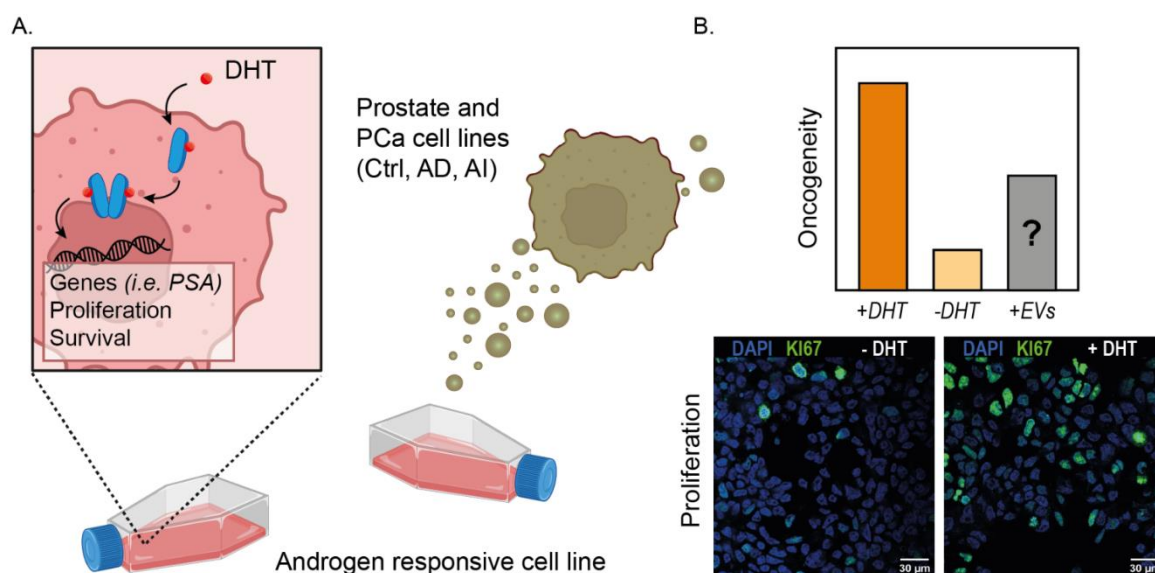 A.
DHT
Genes (i.e. PSA)
Proliferation
Survival
Prostate and
PCa cell lines
(Ctrl, AD, AI)
Androgen responsive cell line
B.
Oncogeneity
?
+DHT -DHT +EVs
Proliferation
DAPI KI67 - DHT
30 µm
DAPI KI67 + DHT
30 µm